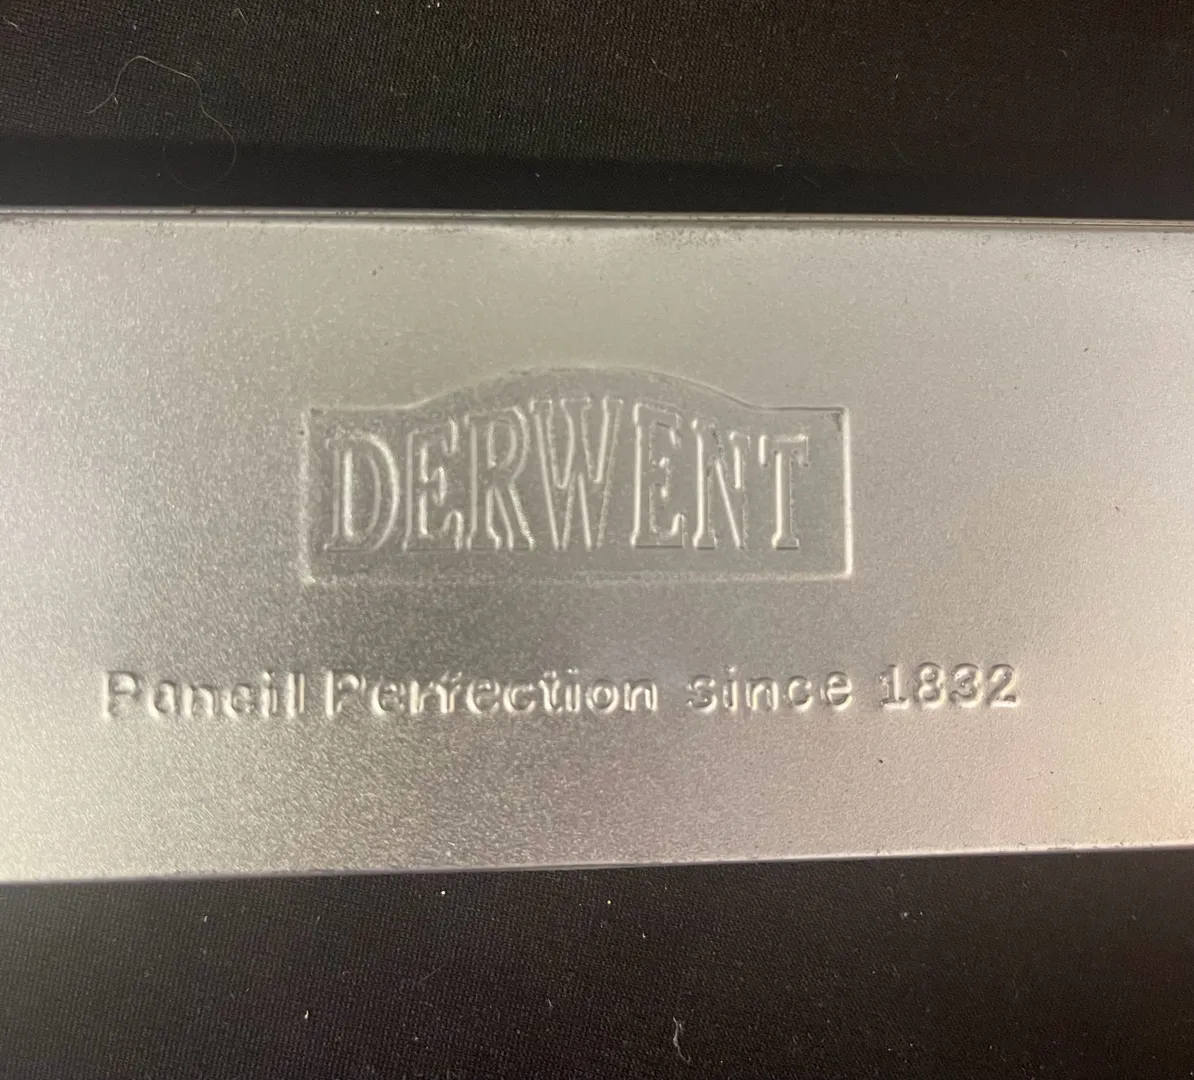 DERWENT
Pencil Perfection since 1832